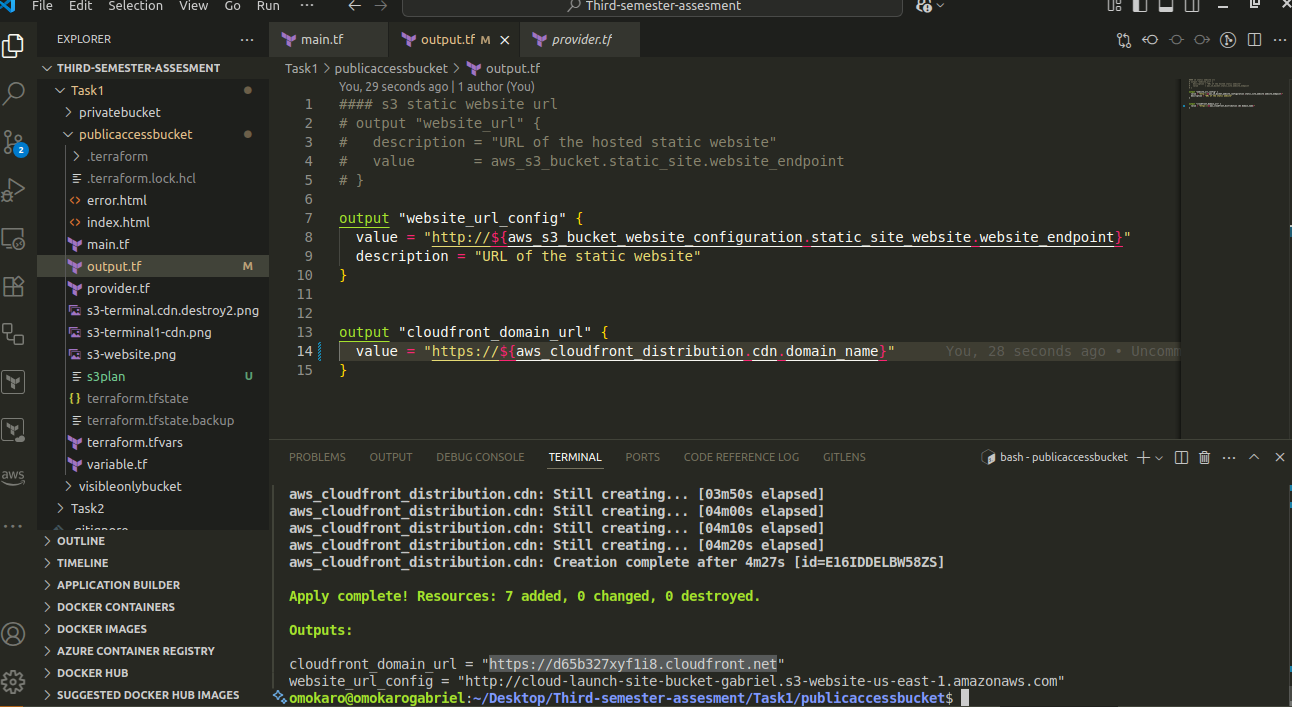 File Edit Selection View Go Run ··· Third-semester-assesment
EXPLORER ···
THIRD-SEMESTER-ASSESMENT
Task1
privatebucket
publicaccessbucket
.terraform
.terraform.lock.hcl
error.html
index.html
main.tf
output.tf M
provider.tf
s3-terminal.cdn.destroy2.png
s3-terminal1-cdn.png
s3-website.png
s3plan U
terraform.tfstate
terraform.tfstate.backup
terraform.tfvars
variable.tf
visibleonlybucket
Task2
.gitignore
OUTLINE
TIMELINE
APPLICATION BUILDER
DOCKER CONTAINERS
DOCKER IMAGES
AZURE CONTAINER REGISTRY
DOCKER HUB
SUGGESTED DOCKER HUB IMAGES
2
aws
main.tf output.tf M provider.tf
Task1 > publicaccessbucket > output.tf
You, 29 seconds ago | 1 author (You)
1 #### s3 static website url
2 # output "website_url" {
3 #   description = "URL of the hosted static website"
4 #   value       = aws_s3_bucket.static_site.website_endpoint
5 # }
6
7 output "website_url_config" {
8   value = "http://${aws_s3_bucket_website_configuration.static_site_website.website_endpoint}"
9   description = "URL of the static website"
10 }
11
12
13 output "cloudfront_domain_url" {
14   value = "https://${aws_cloudfront_distribution.cdn.domain_name}" You, 28 seconds ago • Uncomm
15 }
PROBLEMS OUTPUT DEBUG CONSOLE TERMINAL PORTS CODE REFERENCE LOG GITLENS bash - publicaccessbucket
aws_cloudfront_distribution.cdn: Still creating... [03m50s elapsed]
aws_cloudfront_distribution.cdn: Still creating... [04m00s elapsed]
aws_cloudfront_distribution.cdn: Still creating... [04m10s elapsed]
aws_cloudfront_distribution.cdn: Still creating... [04m20s elapsed]
aws_cloudfront_distribution.cdn: Creation complete after 4m27s [id=E16IDDELBW58ZS]
Apply complete! Resources: 7 added, 0 changed, 0 destroyed.
Outputs:
cloudfront_domain_url = "https://d65b327xyf1i8.cloudfront.net"
website_url_config = "http://cloud-launch-site-bucket-gabriel.s3-website-us-east-1.amazonaws.com"
omokaro@omokarogabriel:~/Desktop/Third-semester-assesment/Task1/publicaccessbucket$